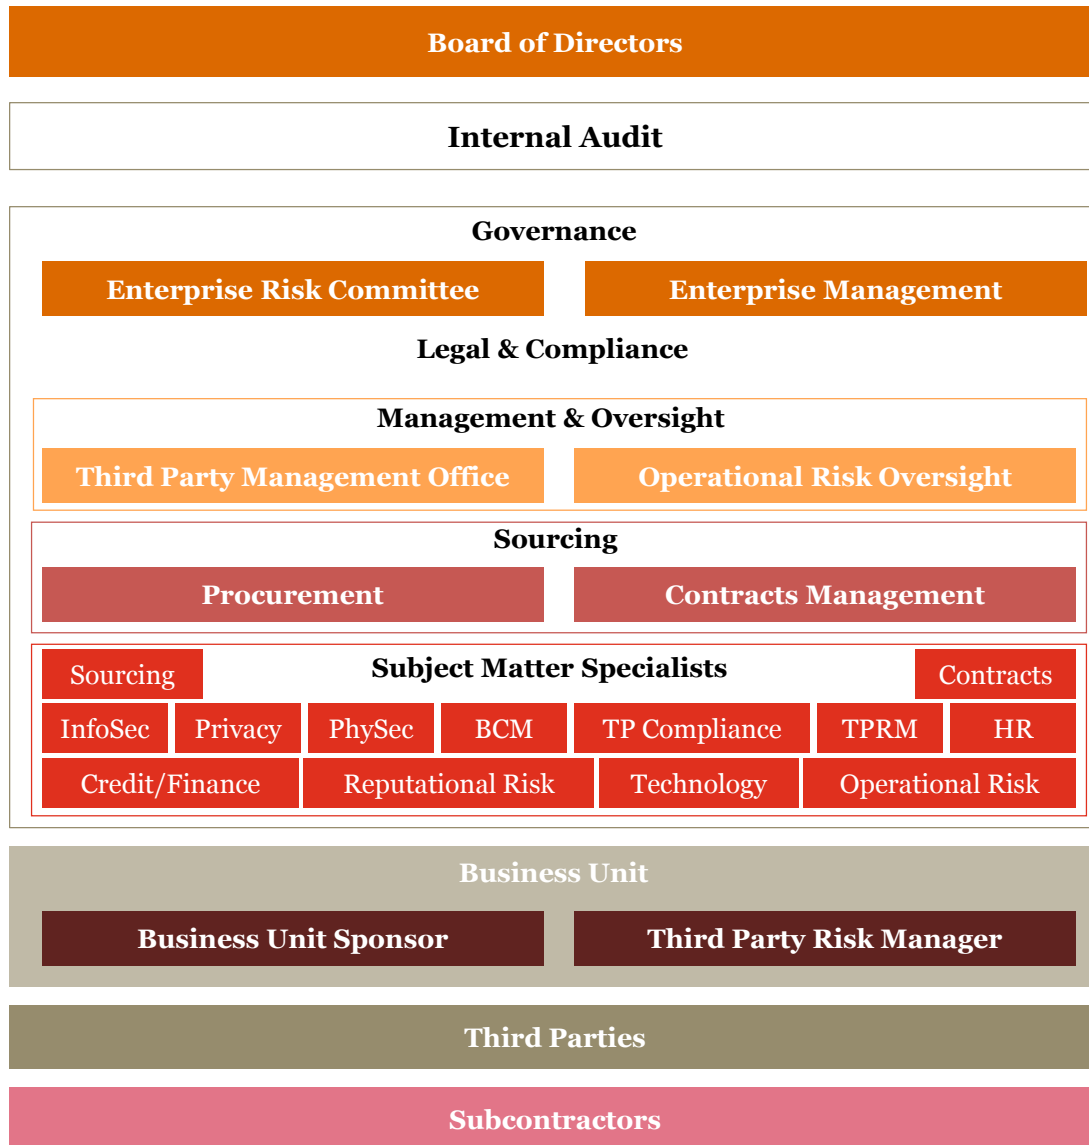 Board of Directors
Internal Audit
Governance
Enterprise Risk Committee
Enterprise Management
Legal & Compliance
Management & Oversight
Third Party Management Office
Operational Risk Oversight
Sourcing
Procurement
Contracts Management
Sourcing
Subject Matter Specialists
Contracts
InfoSec
Privacy
PhySec
BCM
TP Compliance
TPRM
HR
Credit/Finance
Reputational Risk
Technology
Operational Risk
Business Unit
Business Unit Sponsor
Third Party Risk Manager
Third Parties
Subcontractors